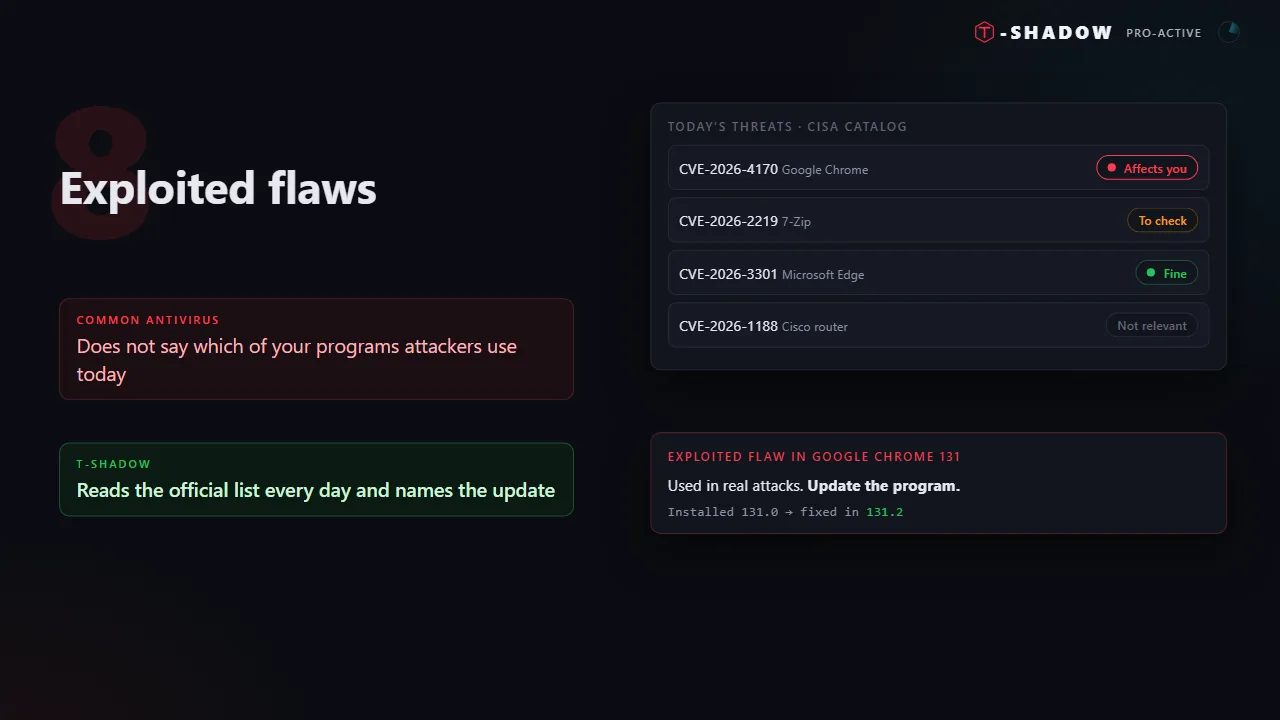 T-SHADOW PRO-ACTIVE
8
Exploited flaws
COMMON ANTIVIRUS
Does not say which of your programs attackers use
today
T-SHADOW
Reads the official list every day and names the update
TODAY'S THREATS · CISA CATALOG
CVE-2026-4170 Google Chrome Affects you
CVE-2026-2219 7-Zip To check
CVE-2026-3301 Microsoft Edge Fine
CVE-2026-1188 Cisco router Not relevant
EXPLOITED FLAW IN GOOGLE CHROME 131
Used in real attacks. Update the program.
Installed 131.0 → fixed in 131.2